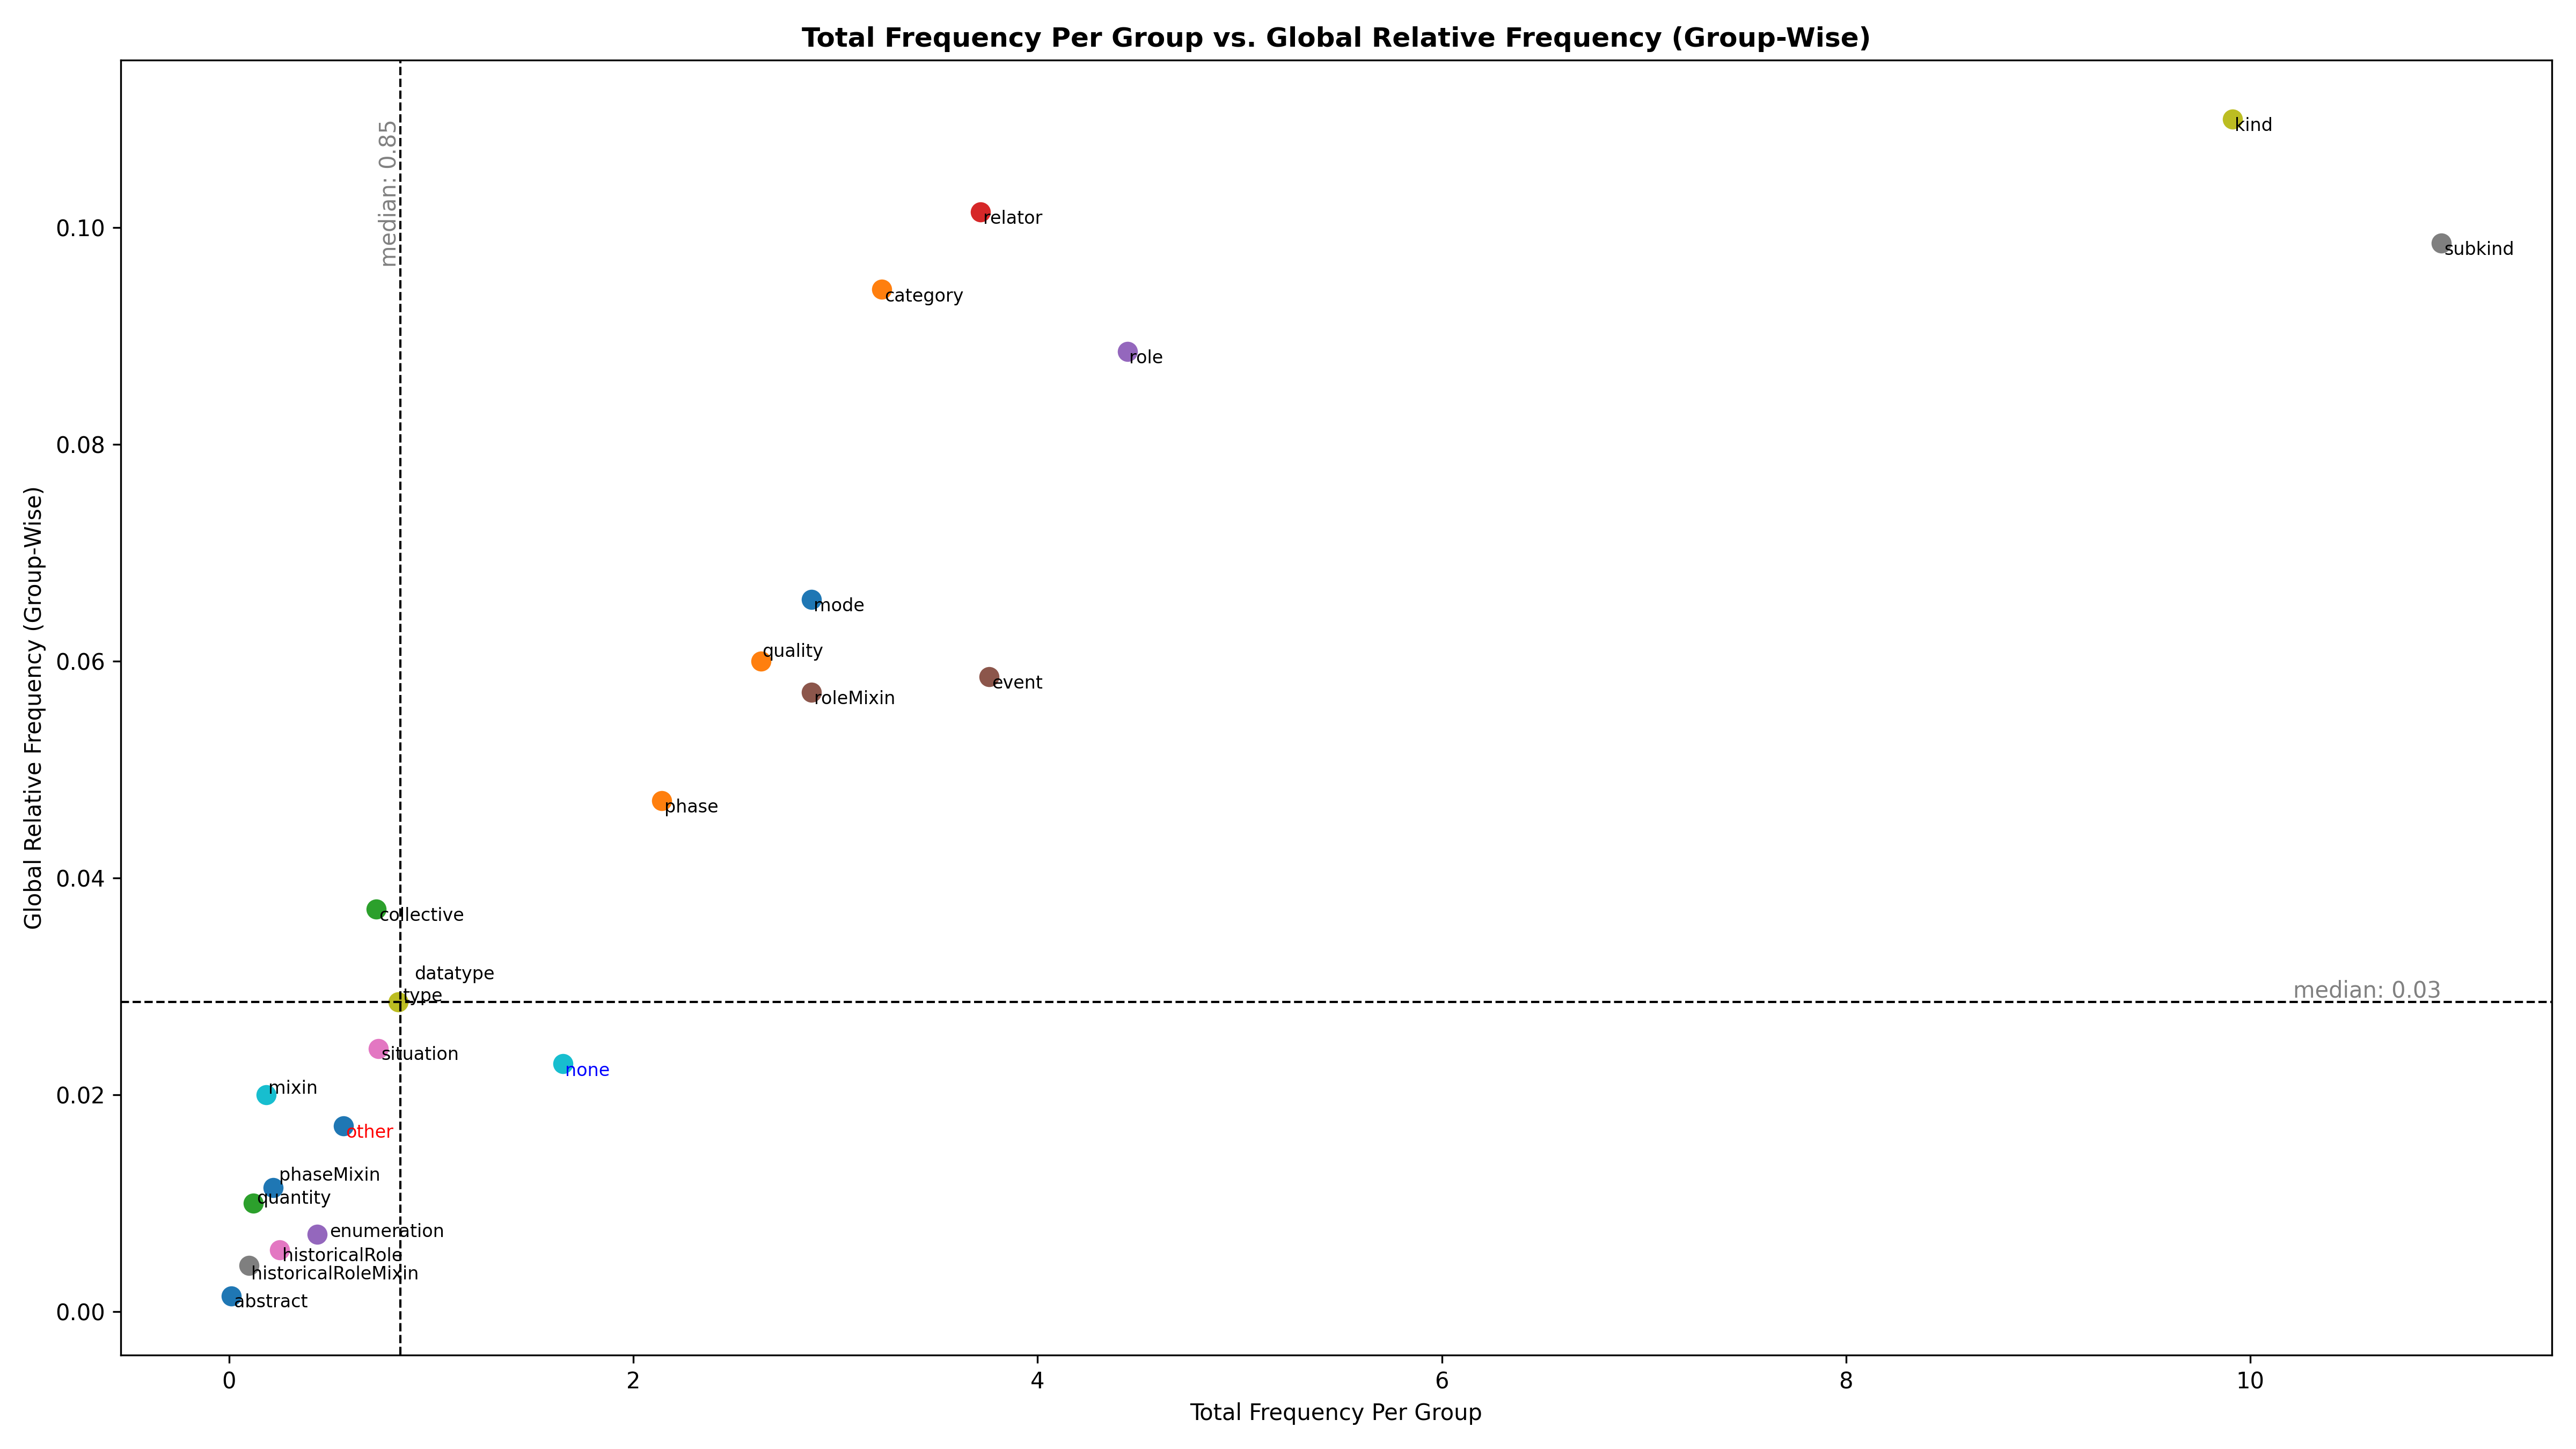 Total Frequency Per Group vs. Global Relative Frequency (Group-Wise)
median: 0.85
kind
relator
subkind
category
role
mode
quality
event
roleMixin
phase
collective
datatype
type
median: 0.03
situation
none
mixin
other
phaseMixin
quantity
enumeration
historicalRole
historicalRoleMixin
abstract
0.10
0.08
0.06
0.04
0.02
0.00
Global Relative Frequency (Group-Wise)
0 2 4 6 8 10
Total Frequency Per Group